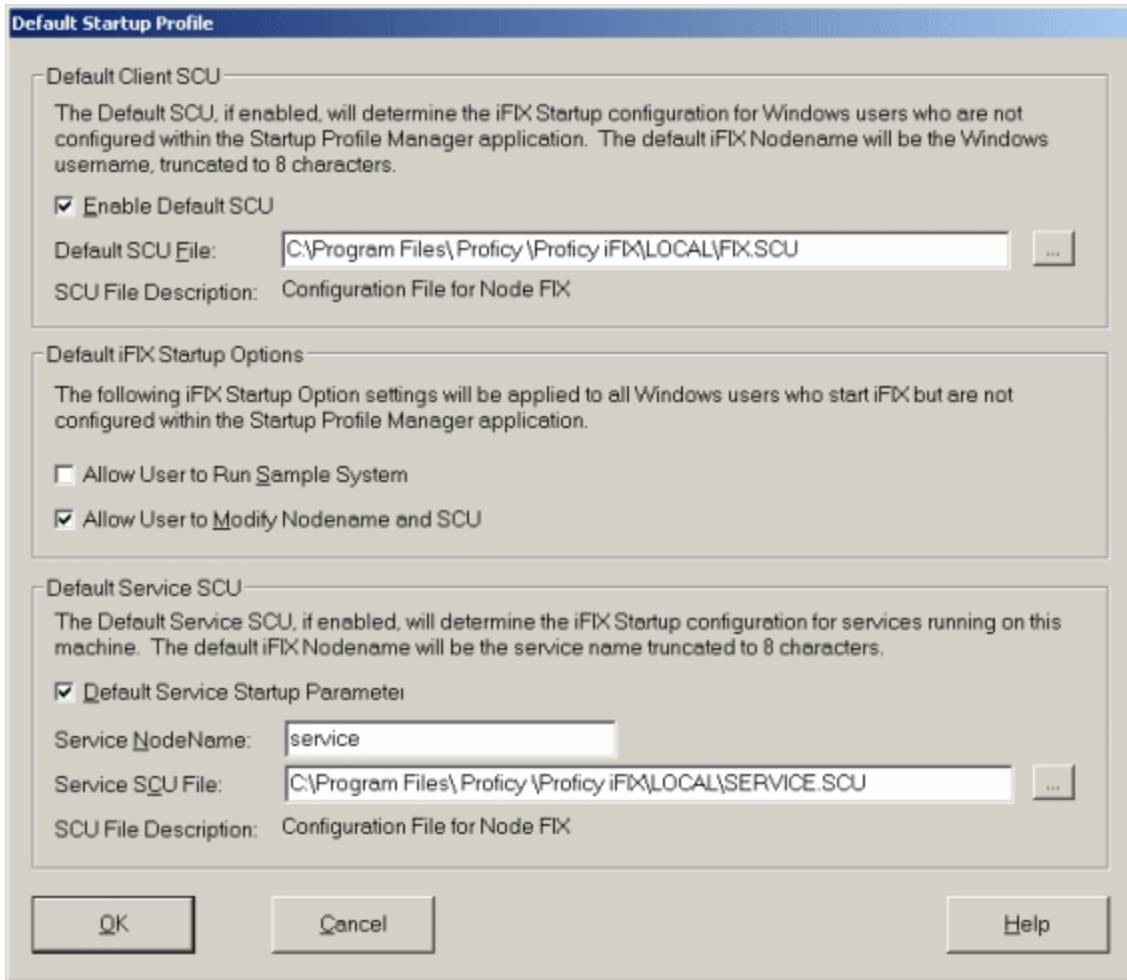 Default Startup Profile
Default Client SCU
The Default SCU, if enabled, will determine the iFIX Startup configuration for Windows users who are not
configured within the Startup Profile Manager application.  The default iFIX Nodename will be the Windows
username, truncated to 8 characters.
Enable Default SCU
Default SCU File: C:\Program Files\ Proficy \Proficy iFIX\LOCAL\FIX.SCU ...
SCU File Description: Configuration File for Node FIX
Default iFIX Startup Options
The following iFIX Startup Option settings will be applied to all Windows users who start iFIX but are not
configured within the Startup Profile Manager application.
Allow User to Run Sample System
Allow User to Modify Nodename and SCU
Default Service SCU
The Default Service SCU, if enabled, will determine the iFIX Startup configuration for services running on this
machine.  The default iFIX Nodename will be the service name truncated to 8 characters.
Default Service Startup Parameter
Service NodeName: service
Service SCU File: C:\Program Files\ Proficy \Proficy iFIX\LOCAL\SERVICE.SCU ...
SCU File Description: Configuration File for Node FIX
OK Cancel Help